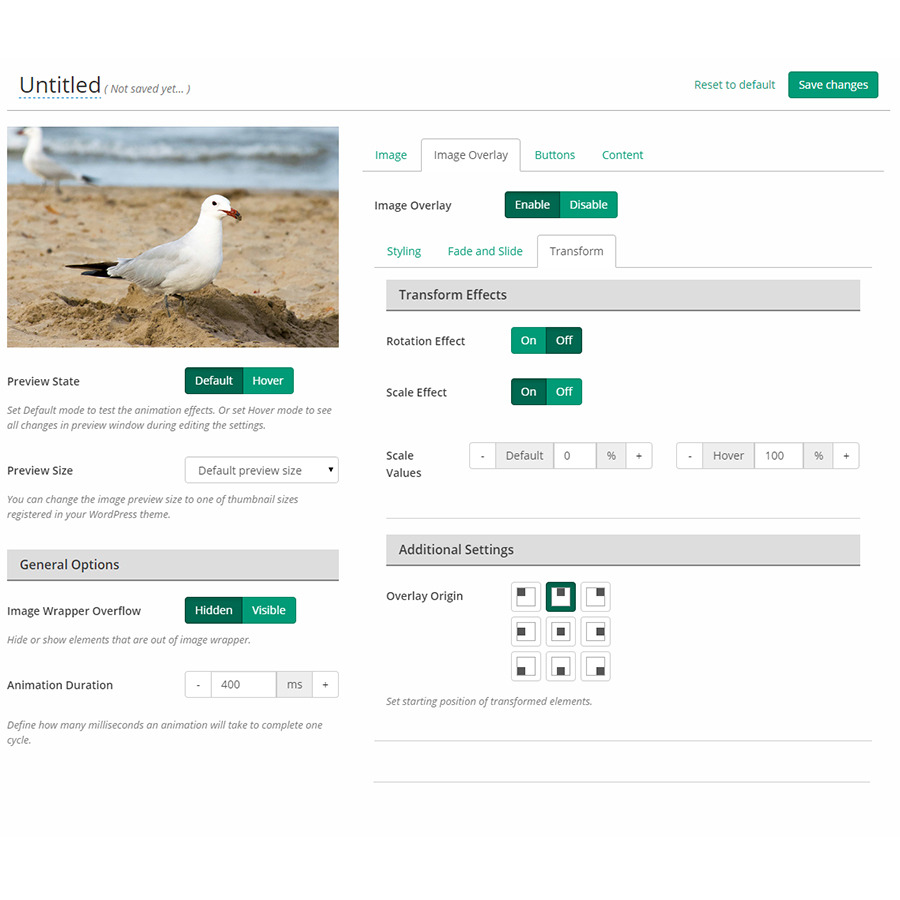 Untitled ( Not saved yet... )
Reset to default
Save changes
Image
Image Overlay
Buttons
Content
Image Overlay
Enable
Disable
Styling
Fade and Slide
Transform
Transform Effects
Rotation Effect
On
Off
Scale Effect
On
Off
Scale
Values
-
Default
0
%
+
-
Hover
100
%
+
Additional Settings
Overlay Origin
Set starting position of transformed elements.
Preview State
Default
Hover
Set Default mode to test the animation effects. Or set Hover mode to see
all changes in preview window during editing the settings.
Preview Size
Default preview size
You can change the image preview size to one of thumbnail sizes
registered in your WordPress theme.
General Options
Image Wrapper Overflow
Hidden
Visible
Hide or show elements that are out of image wrapper.
Animation Duration
-
400
ms
+
Define how many milliseconds an animation will take to complete one
cycle.